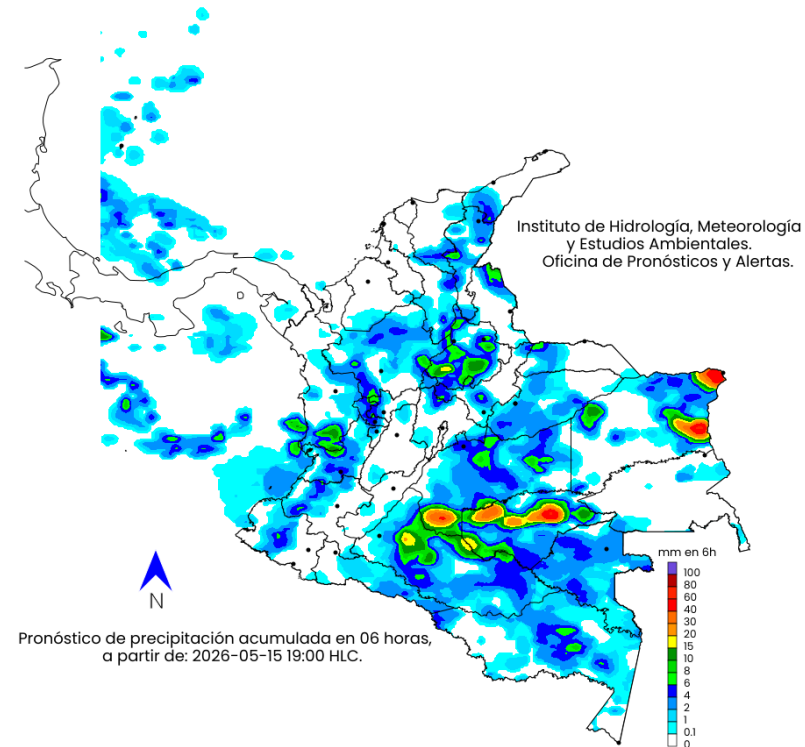 Instituto de Hidrología, Meteorología
y Estudios Ambientales.
Oficina de Pronósticos y Alertas.
N
Pronóstico de precipitación acumulada en 06 horas,
a partir de: 2026-05-15 19:00 HLC.
mm en 6h
100
80
60
40
30
20
15
10
8
6
4
2
1
0.1
0